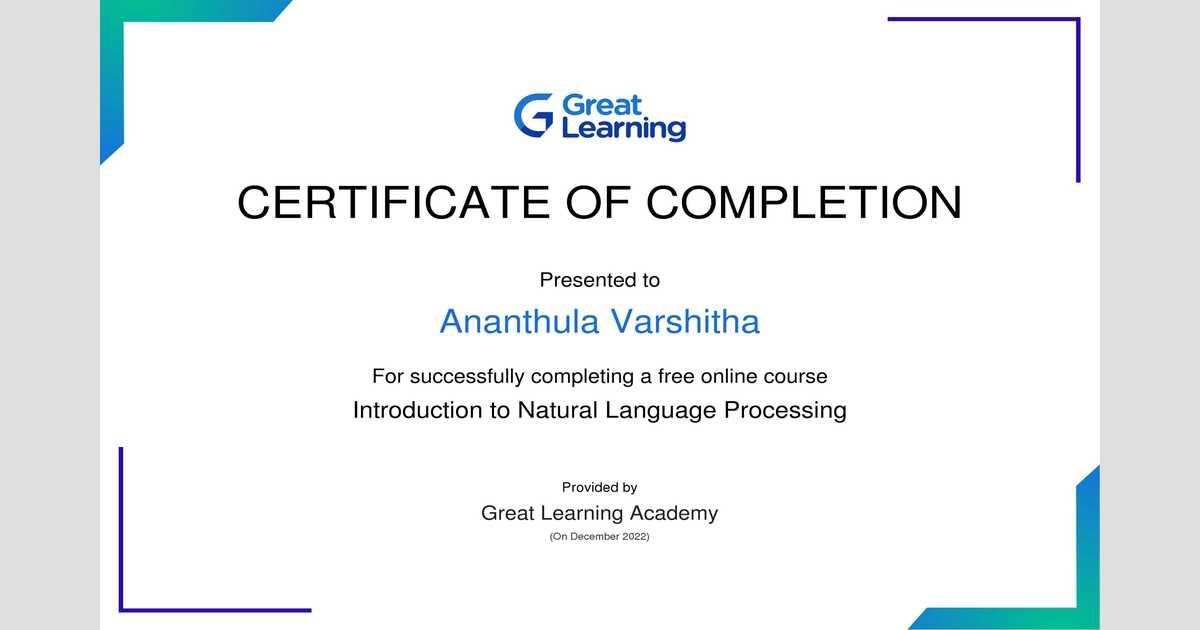 Great
Learning
CERTIFICATE OF COMPLETION
Presented to
Ananthula Varshitha
For successfully completing a free online course
Introduction to Natural Language Processing
Provided by
Great Learning Academy
(On December 2022)